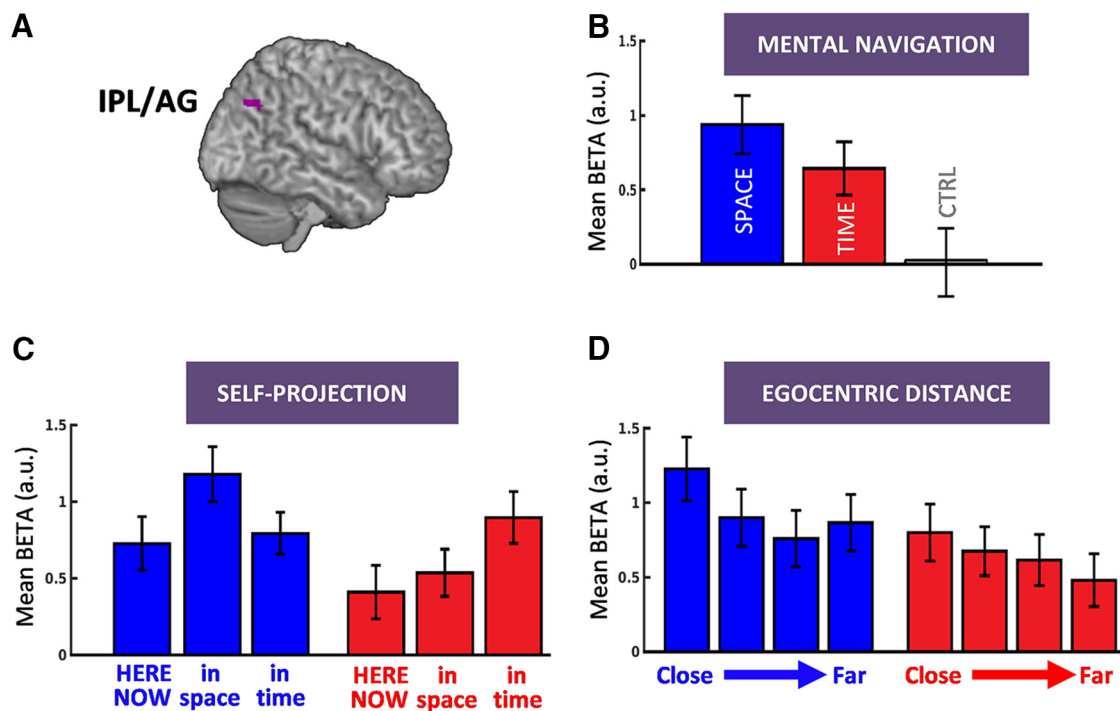 A
IPL/AG
B
MENTAL NAVIGATION
Mean BETA (a.u.)
1.5
1
0.5
0
SPACE
TIME
CTRL
C
SELF-PROJECTION
Mean BETA (a.u.)
1.5
1
0.5
0
HERE NOW
in space
in time
HERE NOW
in space
in time
D
EGOCENTRIC DISTANCE
Mean BETA (a.u.)
1.5
1
0.5
0
Close
Far
Close
Far